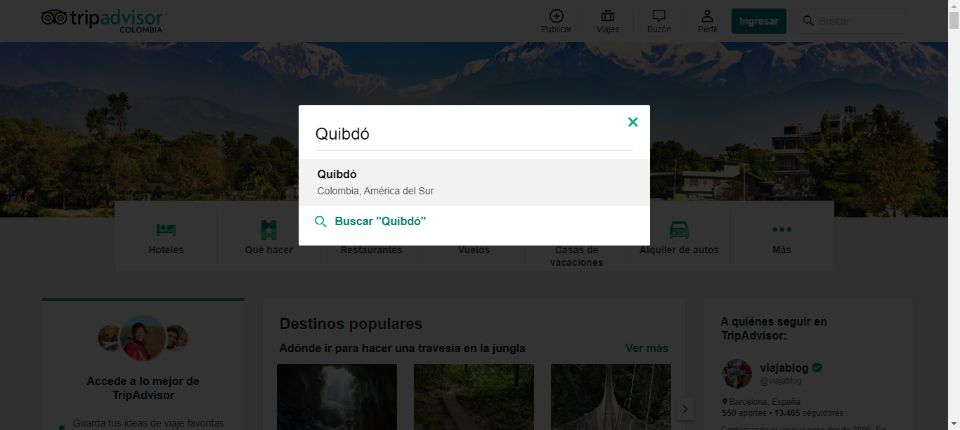 tripadvisor
COLOMBIA
Publicar
Viajes
Buzón
Perfil
Ingresar
Buscar
Quibdó
Quibdó
Colombia, América del Sur
Buscar "Quibdó"
Hoteles
Qué hacer
Restaurantes
Vuelos
Casas de
vacaciones
Alquiler de autos
Más
Accede a lo mejor de
TripAdvisor
Guarda tus ideas de viaje favoritas
Destinos populares
Adónde ir para hacer una travesía en la jungla
Ver más
A quiénes seguir en
TripAdvisor:
viajablog
@viajablog
Barcelona, España
550 aportes • 13.465 seguidores